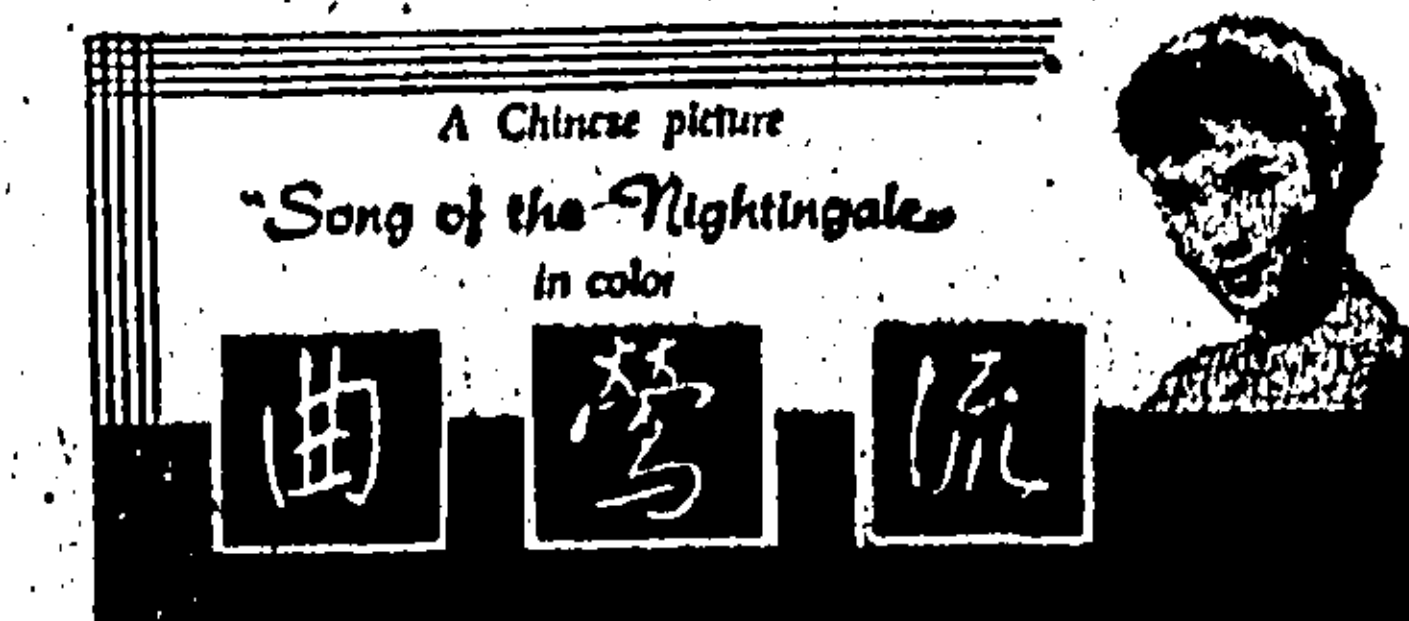 A Chinese picture
"Song of the Nightingale"
in color
流鶯曲